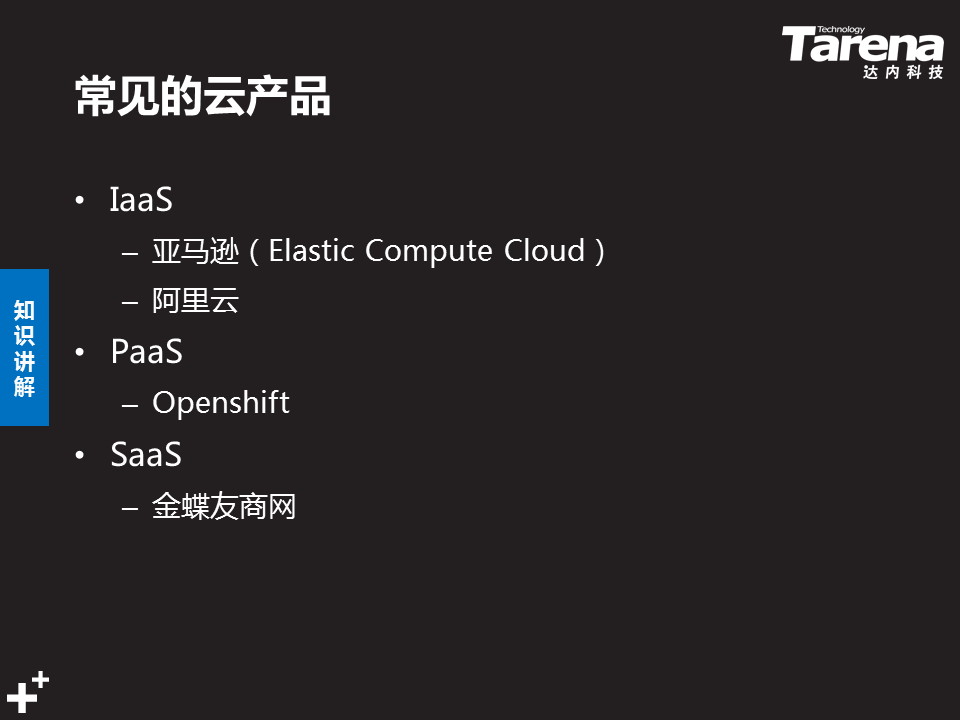 Technology
Tarena
达内科技
常见的云产品
• IaaS
– 亚马逊（Elastic Compute Cloud）
– 阿里云
• PaaS
– Openshift
• SaaS
– 金蝶友商网
知识讲解